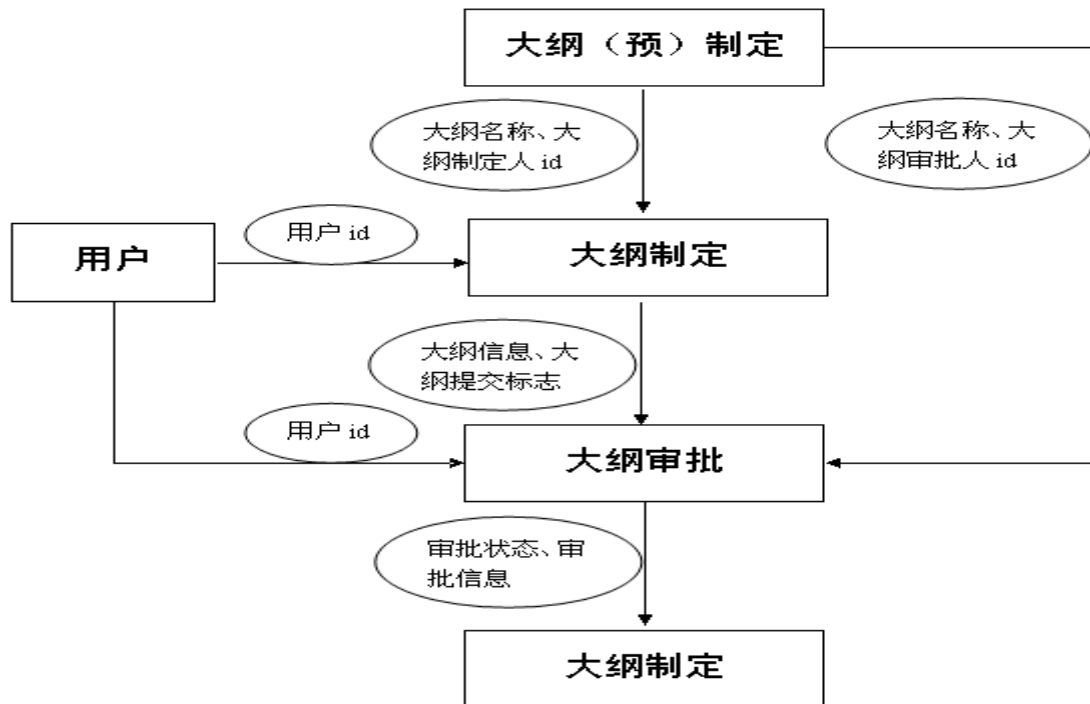 大纲（预）制定
大纲名称、大
纲制定人 id
大纲名称、大
纲审批人 id
用户
用户 id
大纲制定
大纲信息、大
纲提交标志
用户 id
大纲审批
审批状态、审
批信息
大纲制定